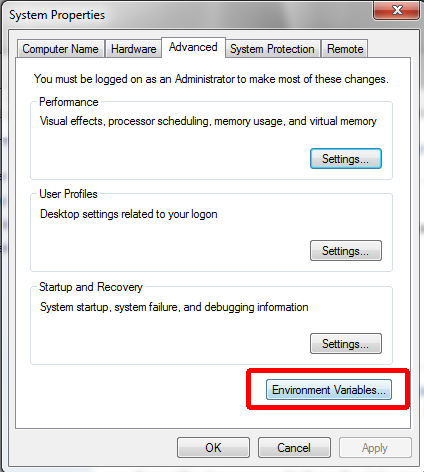 System Properties
Computer Name Hardware Advanced System Protection Remote
You must be logged on as an Administrator to make most of these changes.
Performance
Visual effects, processor scheduling, memory usage, and virtual memory
Settings...
User Profiles
Desktop settings related to your logon
Settings...
Startup and Recovery
System startup, system failure, and debugging information
Settings...
Environment Variables...
OK Cancel Apply